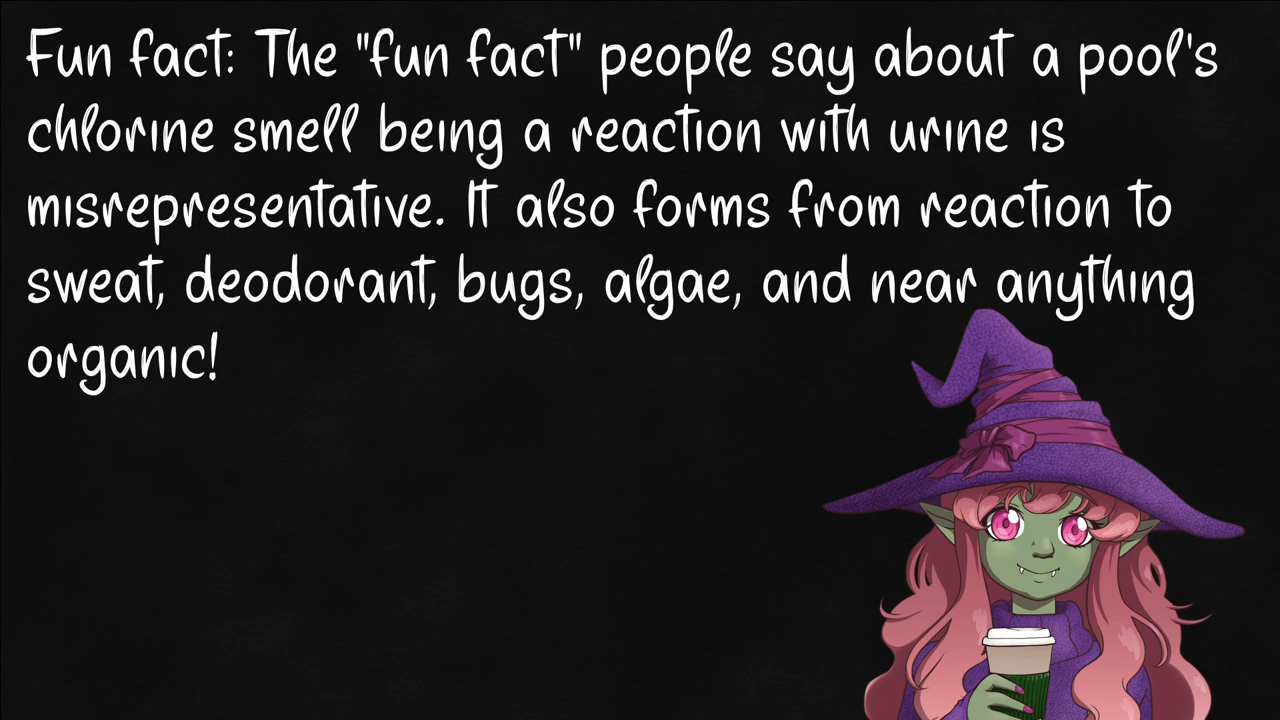 Fun fact: The "fun fact" people say about a pool's
chlorine smell being a reaction with urine is
misrepresentative. It also forms from reaction to
sweat, deodorant, bugs, algae, and near anything
organic!